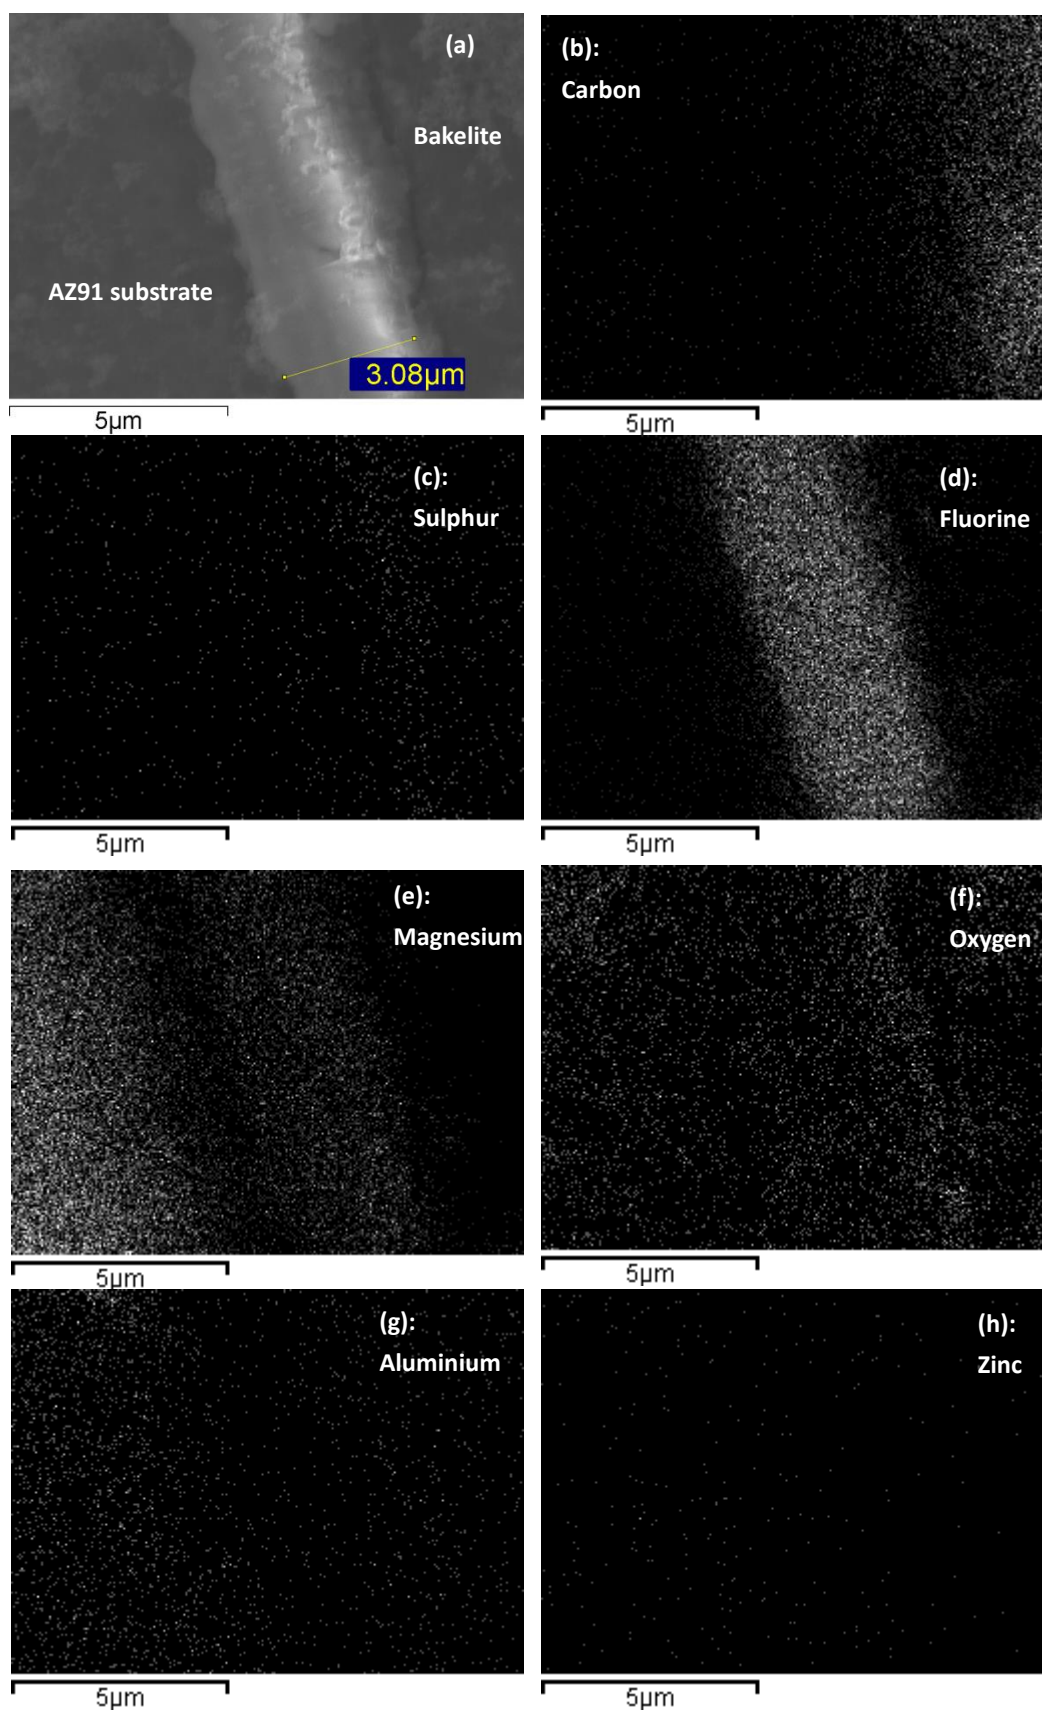 (a)
Bakelite
AZ91 substrate
3.08µm
5µm
(b):
Carbon
5µm
(c):
Sulphur
5µm
(d):
Fluorine
5µm
(e):
Magnesium
5µm
(f):
Oxygen
5µm
(g):
Aluminium
5µm
(h):
Zinc
5µm